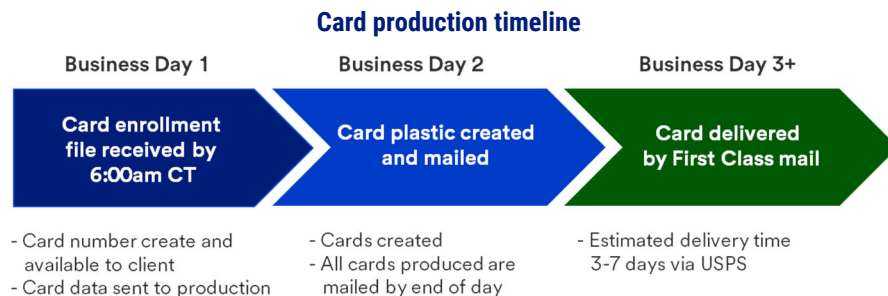 Card production timeline
Business Day 1
Business Day 2
Business Day 3+
Card enrollment
file received by
6:00am CT
Card plastic created
and mailed
Card delivered
by First Class mail
- Card number create and
available to client
- Card data sent to production
- Cards created
- All cards produced are
mailed by end of day
- Estimated delivery time
3-7 days via USPS